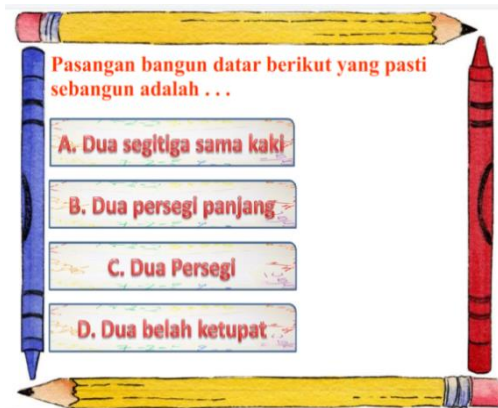 Pasangan bangun datar berikut yang pasti
sebangun adalah . . .
A. Dua segitiga sama kaki
B. Dua persegi panjang
C. Dua Persegi
D. Dua belah ketupat